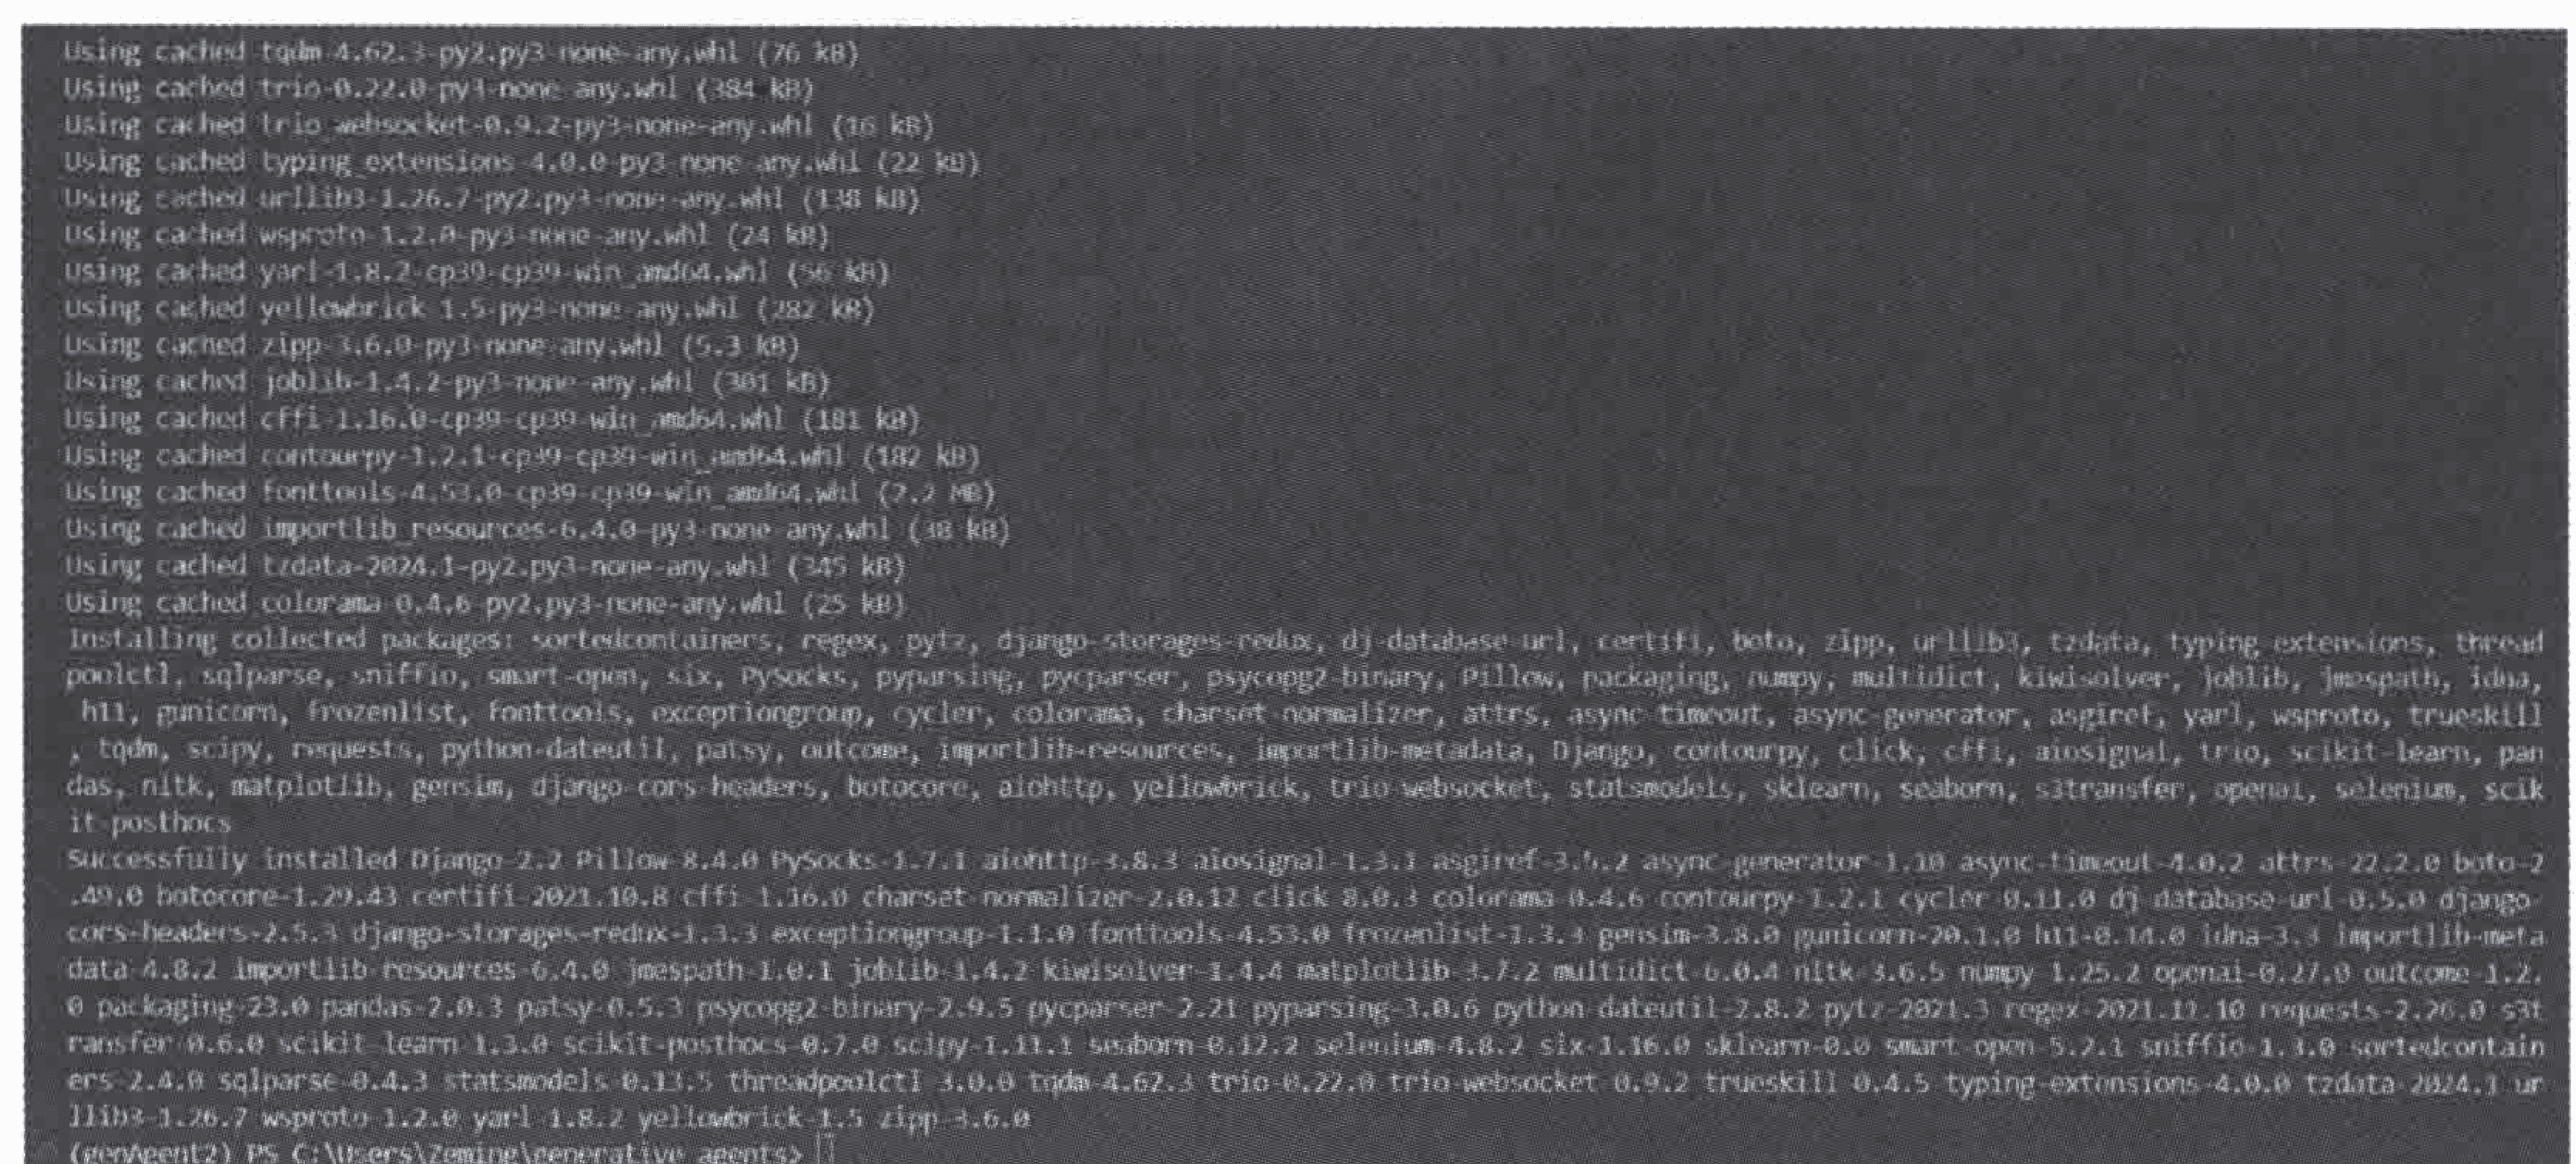 Using cached tqdm-4.62.3-py2.py3-none-any.whl (76 kB)
Using cached trio-0.22.0-py3-none-any.whl (384 kB)
Using cached trio_websocket-0.9.2-py3-none-any.whl (16 kB)
Using cached typing_extensions-4.0.0-py3-none-any.whl (22 kB)
Using cached urllib3-1.26.7-py2.py3-none-any.whl (138 kB)
Using cached wsproto-1.2.0-py3-none-any.whl (24 kB)
Using cached yarl-1.8.2-cp39-cp39-win_amd64.whl (56 kB)
Using cached yellowbrick-1.5-py3-none-any.whl (282 kB)
Using cached zipp-3.6.0-py3-none-any.whl (5.3 kB)
Using cached joblib-1.4.2-py3-none-any.whl (301 kB)
Using cached cffi-1.16.0-cp39-cp39-win_amd64.whl (181 kB)
Using cached contourpy-1.2.1-cp39-cp39-win_amd64.whl (182 kB)
Using cached fonttools-4.53.0-cp39-cp39-win_amd64.whl (2.2 MB)
Using cached importlib_resources-6.4.0-py3-none-any.whl (38 kB)
Using cached tzdata-2024.1-py2.py3-none-any.whl (345 kB)
Using cached colorama-0.4.6-py2.py3-none-any.whl (25 kB)
Installing collected packages: sortedcontainers, regex, pytz, django-storages-redux, dj-database-url, certifi, boto, zipp, urllib3, tzdata, typing_extensions, thread
poolctl, sqlparse, sniffio, smart-open, six, PySocks, pyparsing, pycparser, psycopg2-binary, Pillow, packaging, numpy, multidict, kiwisolver, joblib, jmespath, idna,
h11, gunicorn, frozenlist, fonttools, exceptiongroup, cycler, colorama, charset-normalizer, attrs, async-timeout, async-generator, asgiref, yarl, wsproto, trueskill
, tqdm, scipy, requests, python-dateutil, patsy, outcome, importlib-resources, importlib-metadata, Django, contourpy, click, cffi, aiosignal, trio, scikit-learn, pan
das, nltk, matplotlib, gensim, django-cors-headers, botocore, aiohttp, yellowbrick, trio-websocket, statsmodels, sklearn, seaborn, s3transfer, openai, selenium, scik
it-posthocs
Successfully installed Django-2.2 Pillow-8.4.0 PySocks-1.7.1 aiohttp-3.8.3 aiosignal-1.3.1 asgiref-3.5.2 async-generator-1.10 async-timeout-4.0.2 attrs-22.2.0 boto-2
.49.0 botocore-1.29.43 certifi-2021.10.8 cffi-1.16.0 charset-normalizer-2.0.12 click-8.0.3 colorama-0.4.6 contourpy-1.2.1 cycler-0.11.0 dj-database-url-0.5.0 django-
cors-headers-2.5.3 django-storages-redux-1.3.3 exceptiongroup-1.1.0 fonttools-4.53.0 frozenlist-1.3.3 gensim-3.8.0 gunicorn-20.1.0 h11-0.14.0 idna-3.3 importlib-meta
data-4.8.2 importlib-resources-6.4.0 jmespath-1.0.1 joblib-1.4.2 kiwisolver-1.4.4 matplotlib-3.7.2 multidict-6.0.4 nltk-3.6.5 numpy-1.25.2 openai-0.27.0 outcome-1.2.
0 packaging-23.0 pandas-2.0.3 patsy-0.5.3 psycopg2-binary-2.9.5 pycparser-2.21 pyparsing-3.0.6 python-dateutil-2.8.2 pytz-2021.3 regex-2021.11.10 requests-2.26.0 s3t
ransfer-0.6.0 scikit-learn-1.3.0 scikit-posthocs-0.7.0 scipy-1.11.1 seaborn-0.12.2 selenium-4.8.2 six-1.16.0 sklearn-0.0 smart-open-5.2.1 sniffio-1.3.0 sortedcontain
ers-2.4.0 sqlparse-0.4.3 statsmodels-0.13.5 threadpoolctl-3.0.0 tqdm-4.62.3 trio-0.22.0 trio-websocket-0.9.2 trueskill-0.4.5 typing-extensions-4.0.0 tzdata-2024.1 ur
llib3-1.26.7 wsproto-1.2.0 yarl-1.8.2 yellowbrick-1.5 zipp-3.6.0
(genAgent2) PS C:\Users\Zeming\generative_agents>